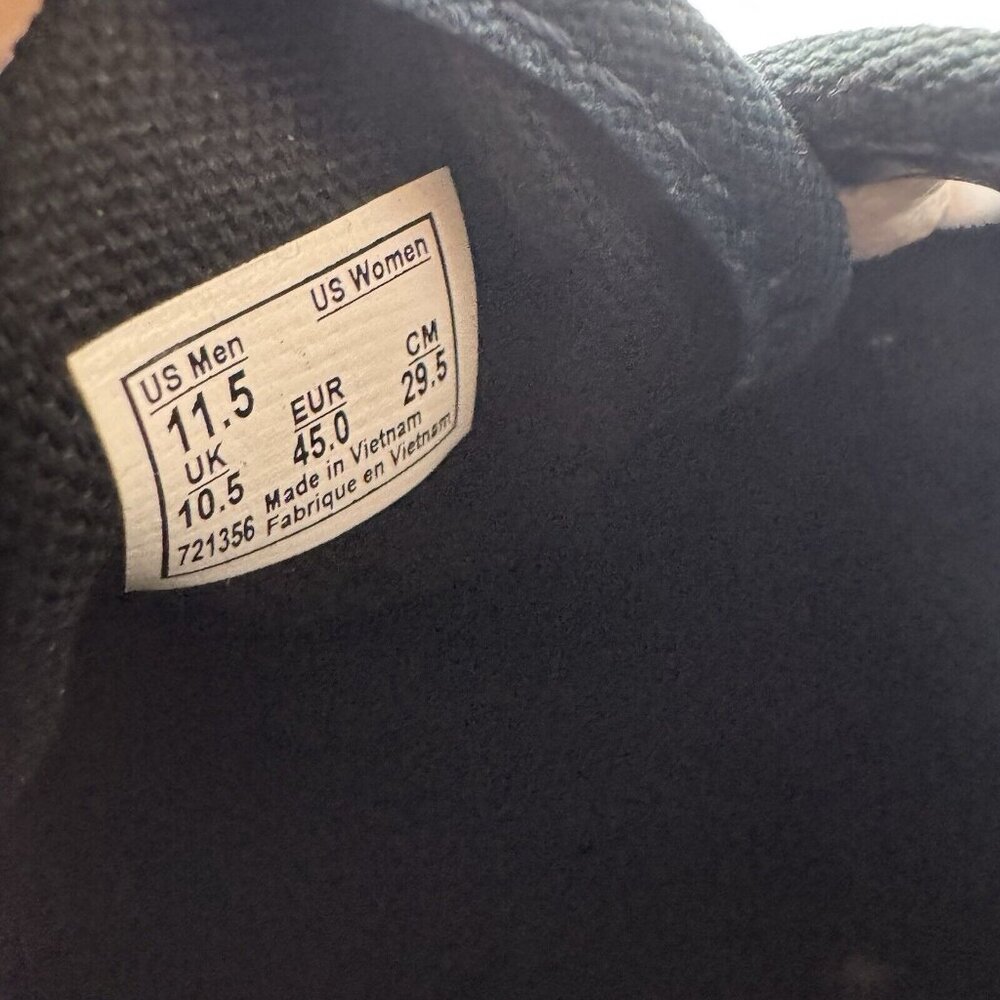 US Men US Women
11.5 EUR CM
UK 45.0 29.5
10.5 Made in Vietnam
721356 Fabrique en Vietnam